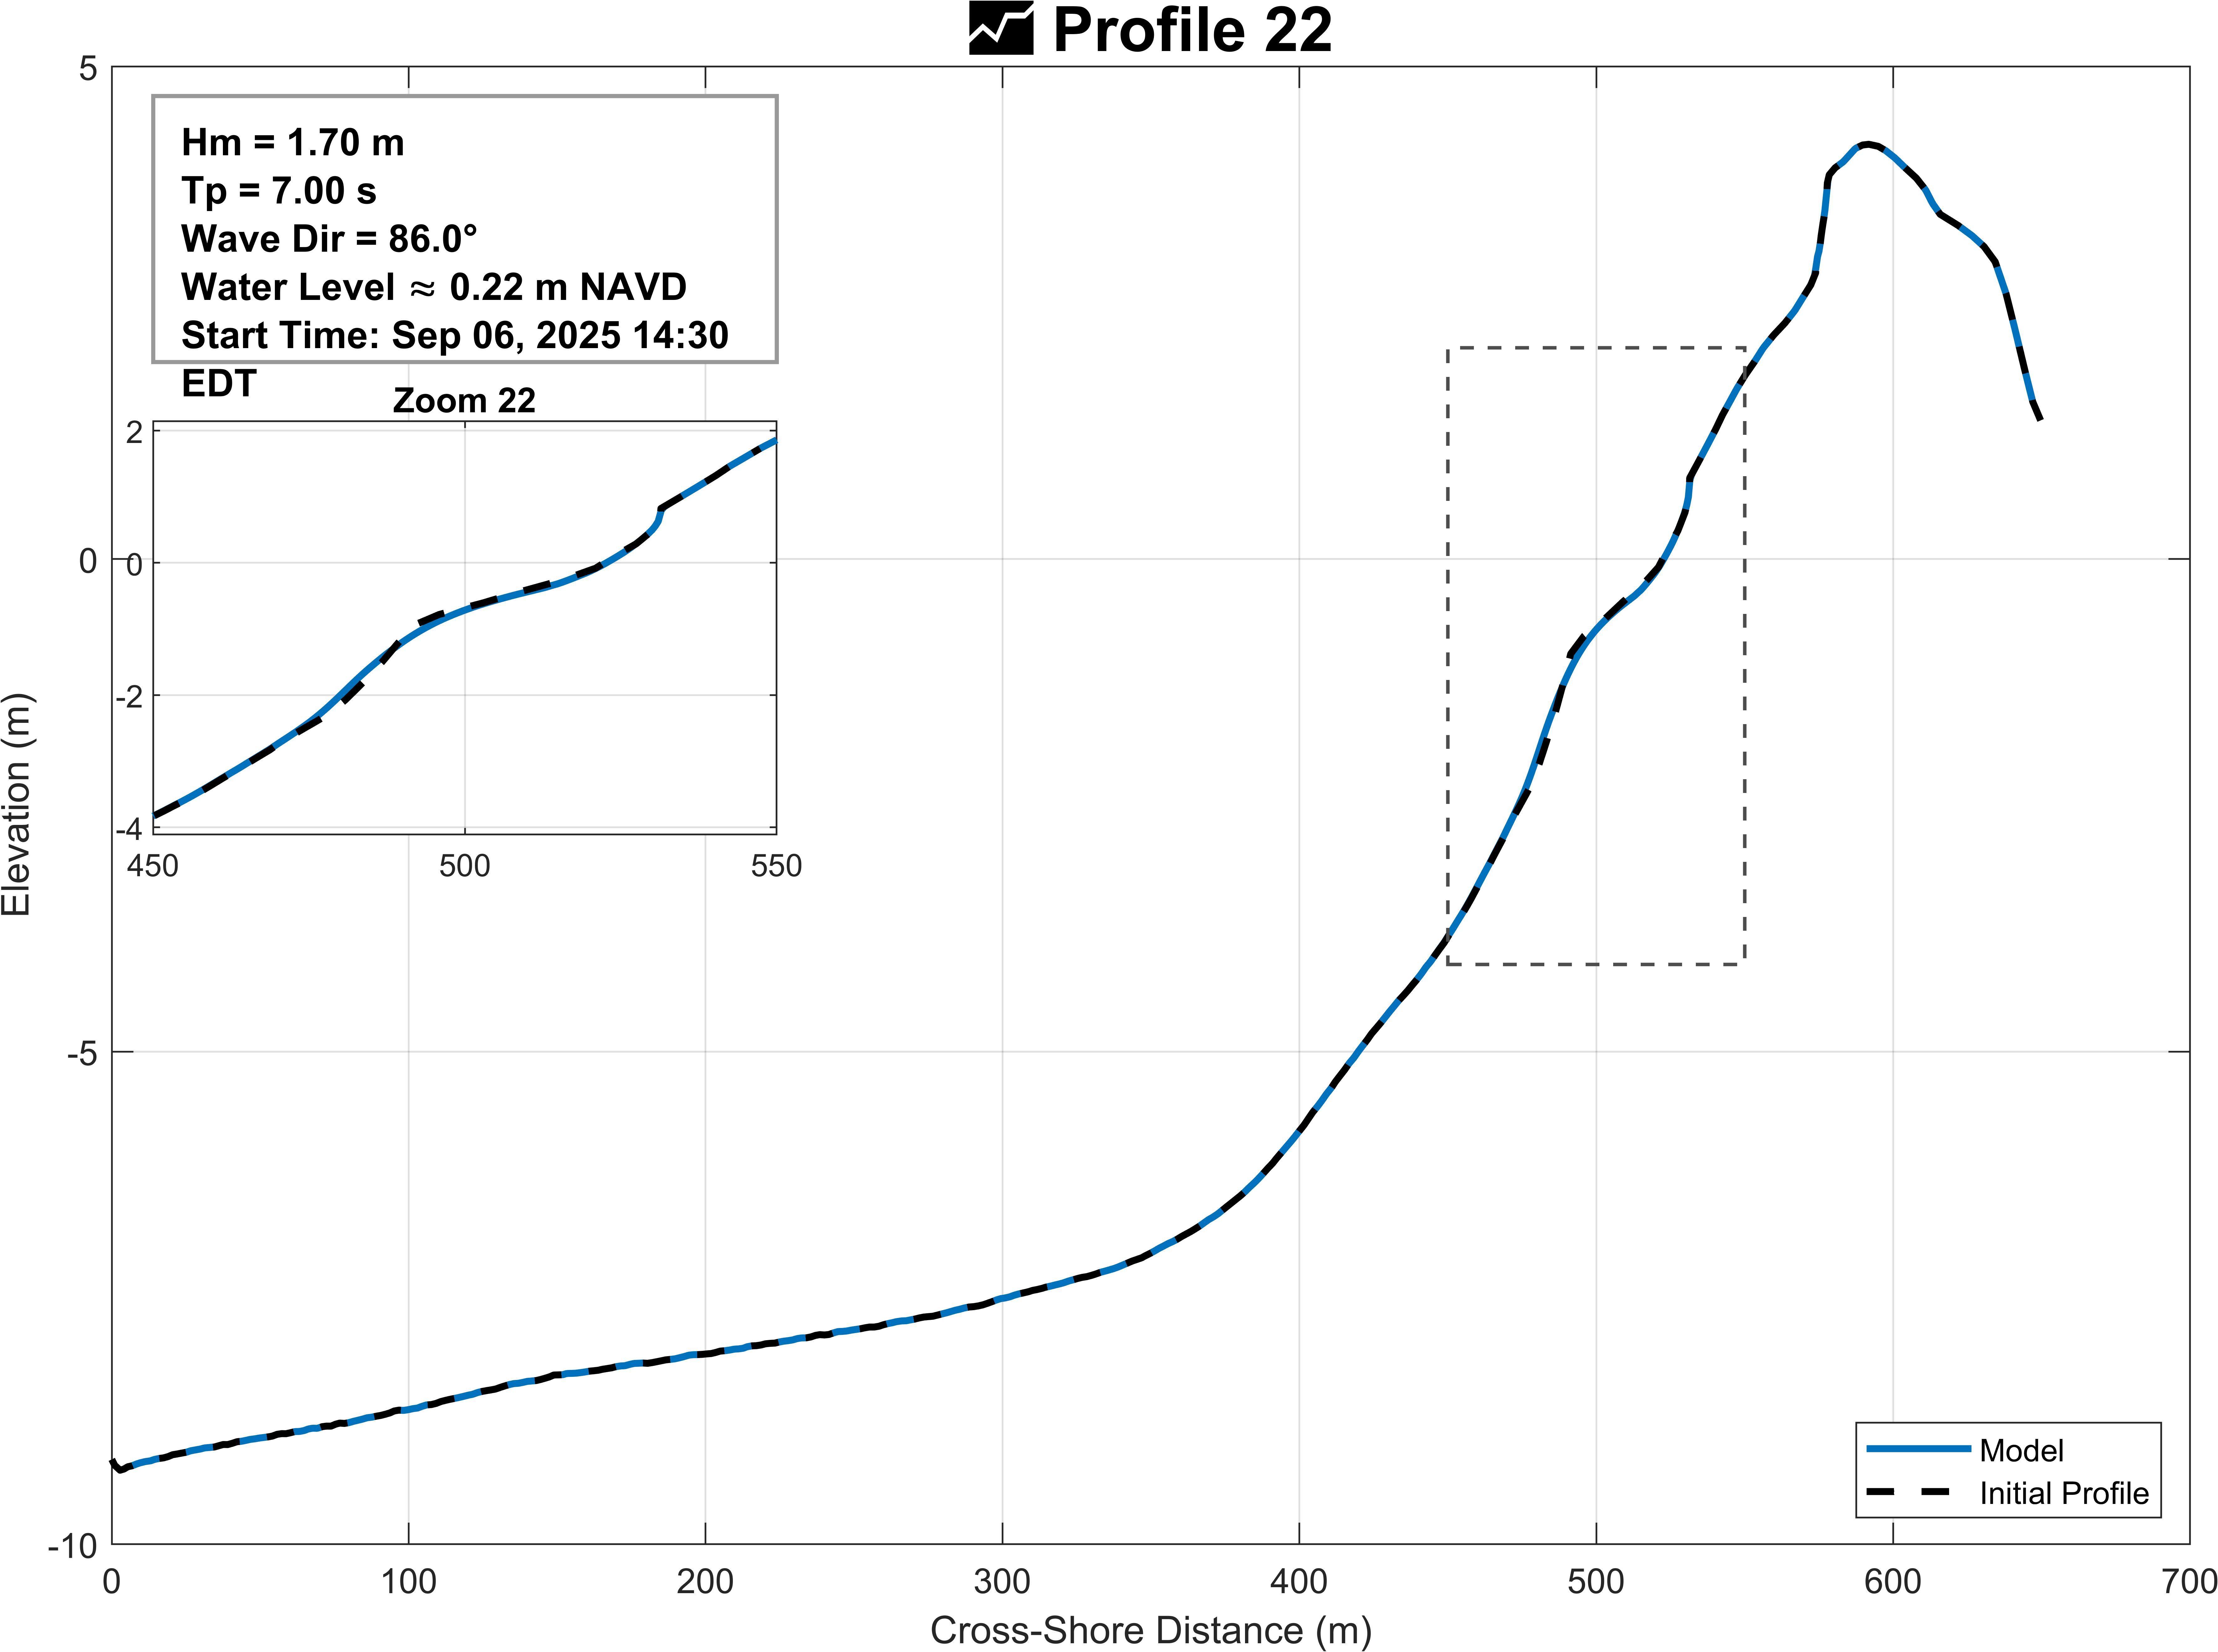 Profile 22
5
Hm = 1.70 m
Tp = 7.00 s
Wave Dir = 86.0°
Water Level ≈ 0.22 m NAVD
Start Time: Sep 06, 2025 14:30
EDT
Zoom 22
2
0
-2
-4
450 500 550
0
-5
-10
Elevation (m)
Model
Initial Profile
0 100 200 300 400 500 600 700
Cross-Shore Distance (m)